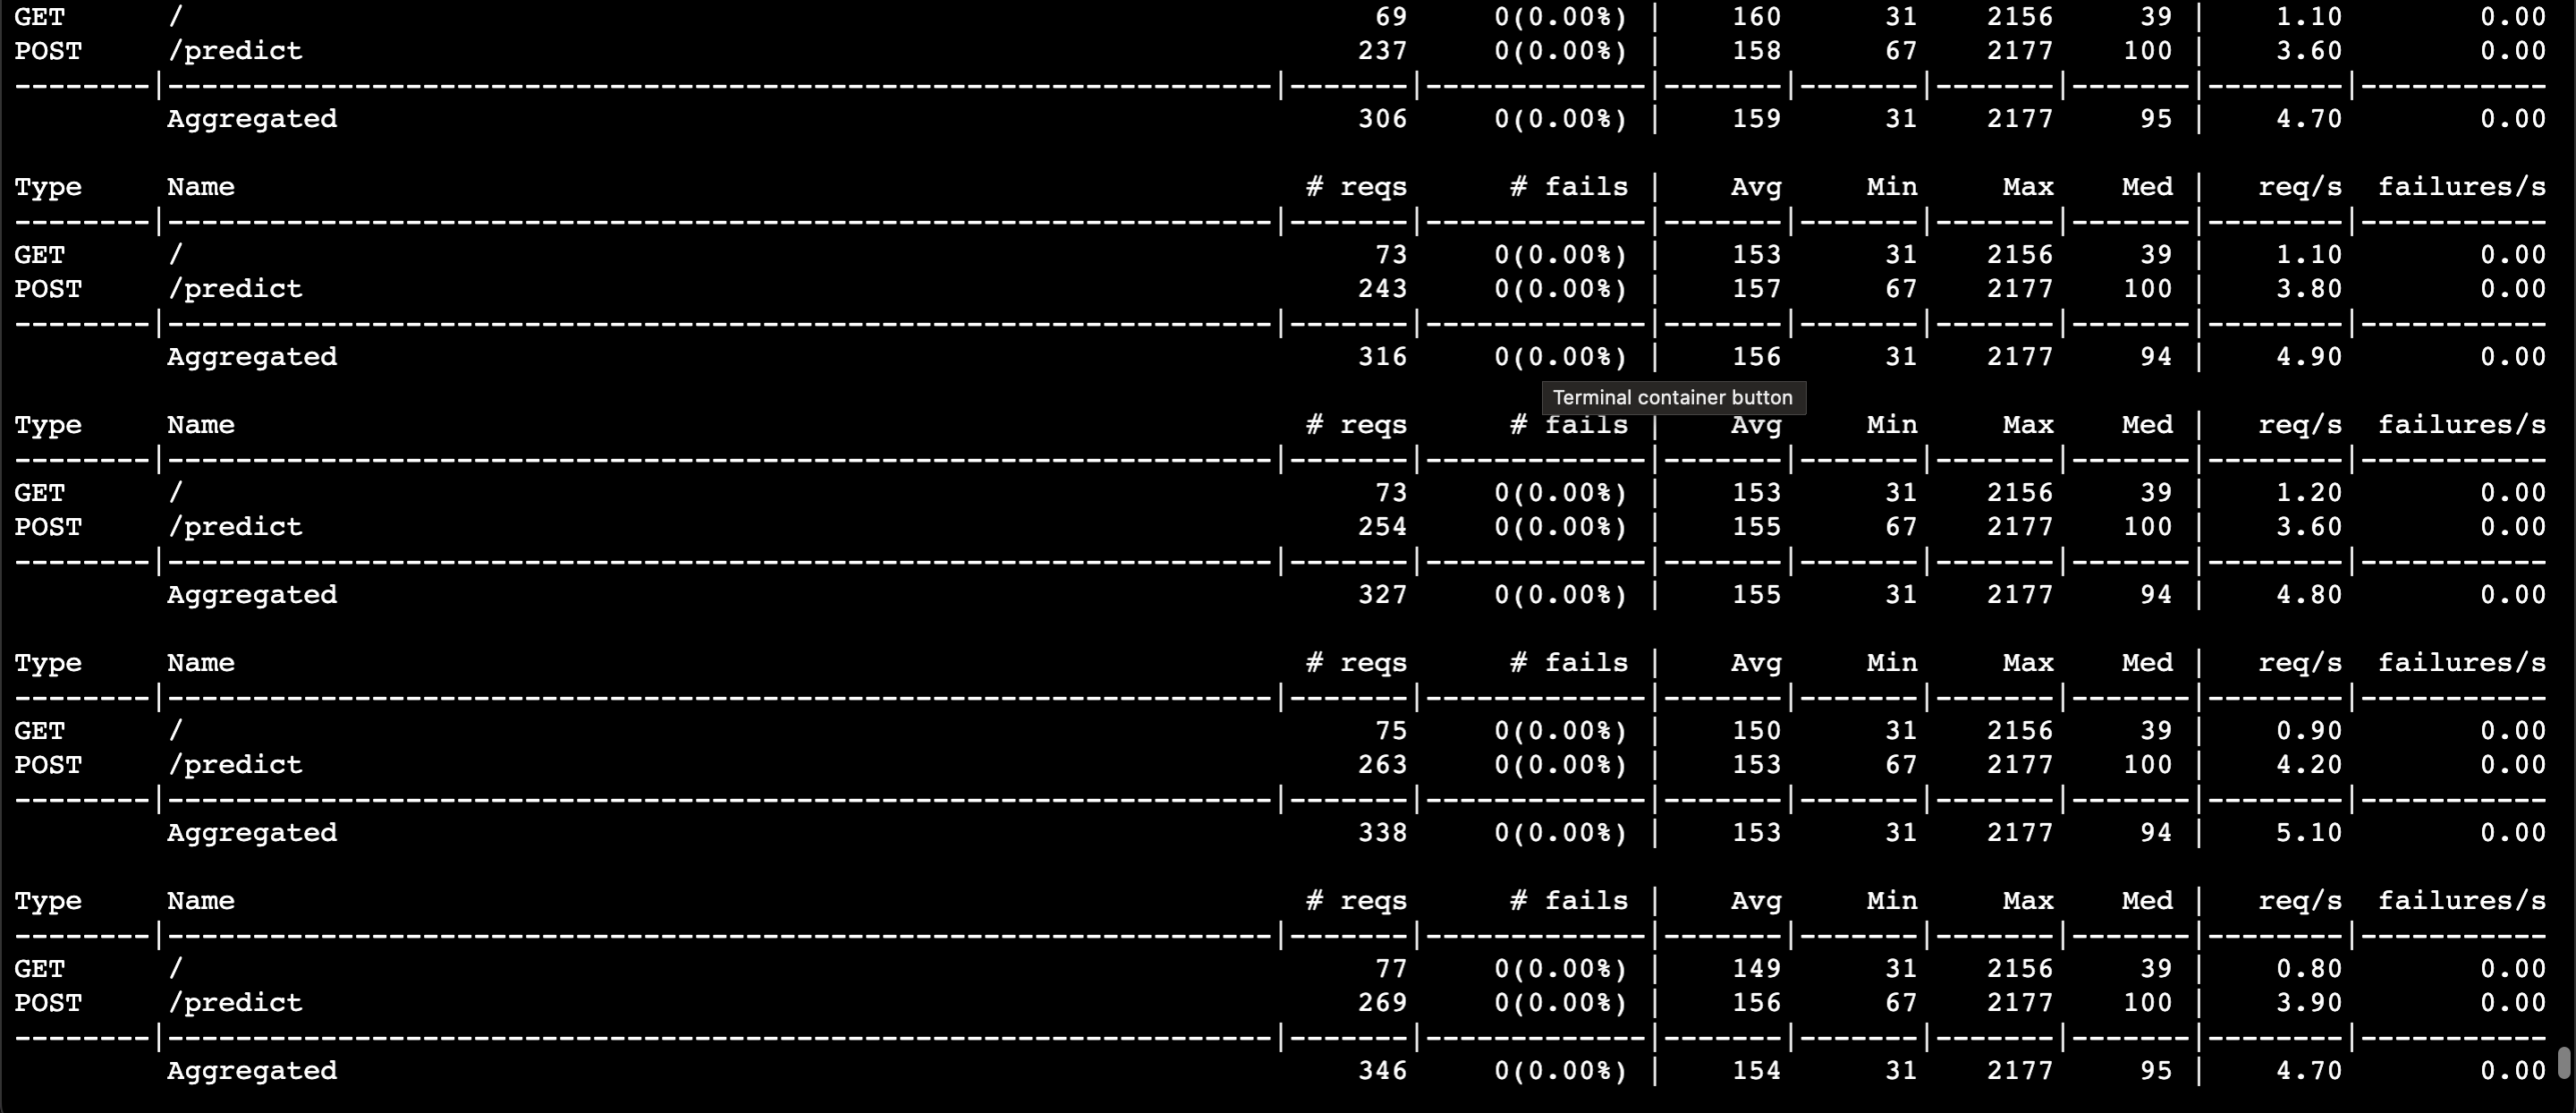 GET      /                                                                      69     0(0.00%) |    160      31    2156     39 |    1.10        0.00
POST     /predict                                                              237     0(0.00%) |    158      67    2177    100 |    3.60        0.00
--------|-----------------------------------------------------------------|-------|-------------|-------|-------|-------|-------|--------|-----------
         Aggregated                                                            306     0(0.00%) |    159      31    2177     95 |    4.70        0.00
Type     Name                                                               # reqs      # fails |    Avg     Min     Max    Med |   req/s  failures/s
--------|-----------------------------------------------------------------|-------|-------------|-------|-------|-------|-------|--------|-----------
GET      /                                                                      73     0(0.00%) |    153      31    2156     39 |    1.10        0.00
POST     /predict                                                              243     0(0.00%) |    157      67    2177    100 |    3.80        0.00
--------|-----------------------------------------------------------------|-------|-------------|-------|-------|-------|-------|--------|-----------
         Aggregated                                                            316     0(0.00%) |    156      31    2177     94 |    4.90        0.00
Terminal container button
Type     Name                                                               # reqs      # fails |    Avg     Min     Max    Med |   req/s  failures/s
--------|-----------------------------------------------------------------|-------|-------------|-------|-------|-------|-------|--------|-----------
GET      /                                                                      73     0(0.00%) |    153      31    2156     39 |    1.20        0.00
POST     /predict                                                              254     0(0.00%) |    155      67    2177    100 |    3.60        0.00
--------|-----------------------------------------------------------------|-------|-------------|-------|-------|-------|-------|--------|-----------
         Aggregated                                                            327     0(0.00%) |    155      31    2177     94 |    4.80        0.00
Type     Name                                                               # reqs      # fails |    Avg     Min     Max    Med |   req/s  failures/s
--------|-----------------------------------------------------------------|-------|-------------|-------|-------|-------|-------|--------|-----------
GET      /                                                                      75     0(0.00%) |    150      31    2156     39 |    0.90        0.00
POST     /predict                                                              263     0(0.00%) |    153      67    2177    100 |    4.20        0.00
--------|-----------------------------------------------------------------|-------|-------------|-------|-------|-------|-------|--------|-----------
         Aggregated                                                            338     0(0.00%) |    153      31    2177     94 |    5.10        0.00
Type     Name                                                               # reqs      # fails |    Avg     Min     Max    Med |   req/s  failures/s
--------|-----------------------------------------------------------------|-------|-------------|-------|-------|-------|-------|--------|-----------
GET      /                                                                      77     0(0.00%) |    149      31    2156     39 |    0.80        0.00
POST     /predict                                                              269     0(0.00%) |    156      67    2177    100 |    3.90        0.00
--------|-----------------------------------------------------------------|-------|-------------|-------|-------|-------|-------|--------|-----------
         Aggregated                                                            346     0(0.00%) |    154      31    2177     95 |    4.70        0.00